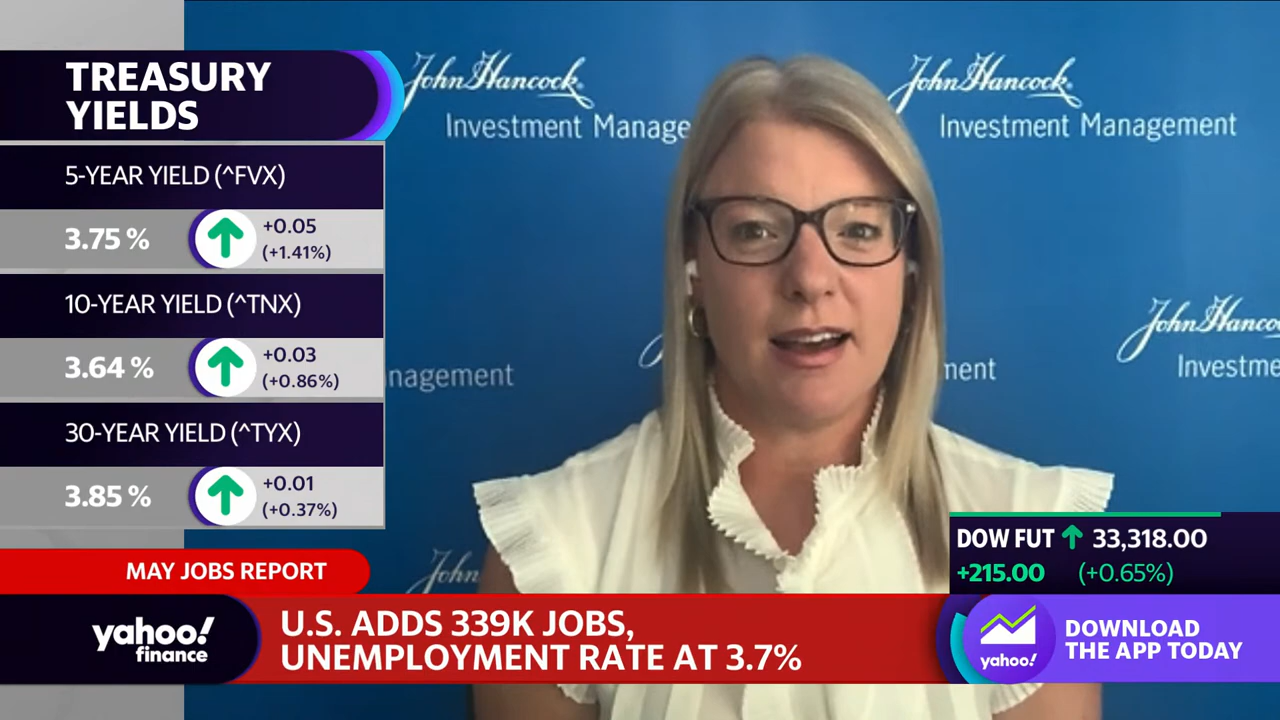 TREASURY
YIELDS
5-YEAR YIELD (^FVX)
3.75 %
+0.05
(+1.41%)
10-YEAR YIELD (^TNX)
3.64 %
+0.03
(+0.86%)
30-YEAR YIELD (^TYX)
3.85 %
+0.01
(+0.37%)
John Hancock®
Investment Manage
John Hancock®
Investment Management
John Hanco
Investme
nagement
ment
John
DOW FUT 33,318.00
+215.00 (+0.65%)
MAY JOBS REPORT
yahoo!
finance
U.S. ADDS 339K JOBS,
UNEMPLOYMENT RATE AT 3.7%
yahoo!
DOWNLOAD
THE APP TODAY